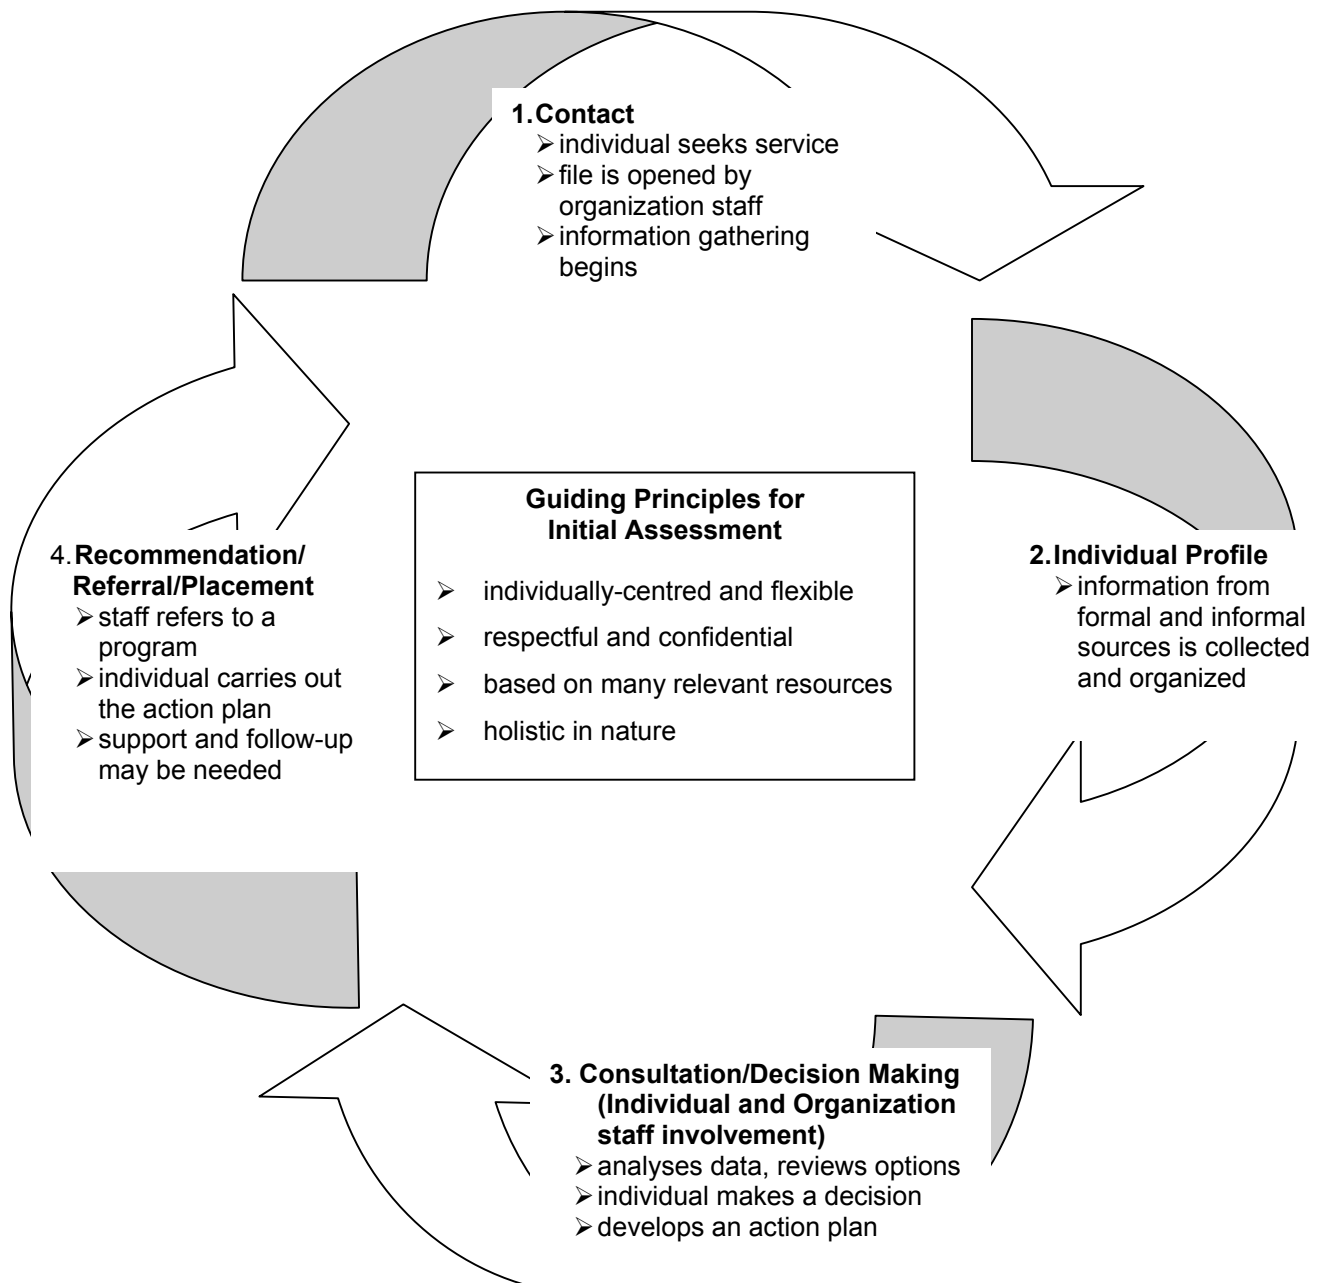 1.Contact
➢ individual seeks service
➢ file is opened by
organization staff
➢ information gathering
begins
Guiding Principles for
Initial Assessment
➢ individually-centred and flexible
➢ respectful and confidential
➢ based on many relevant resources
➢ holistic in nature
2.Individual Profile
➢ information from
formal and informal
sources is collected
and organized
3. Consultation/Decision Making
(Individual and Organization
staff involvement)
➢ analyses data, reviews options
➢ individual makes a decision
➢ develops an action plan
4.Recommendation/
Referral/Placement
➢ staff refers to a
program
➢ individual carries out
the action plan
➢ support and follow-up
may be needed